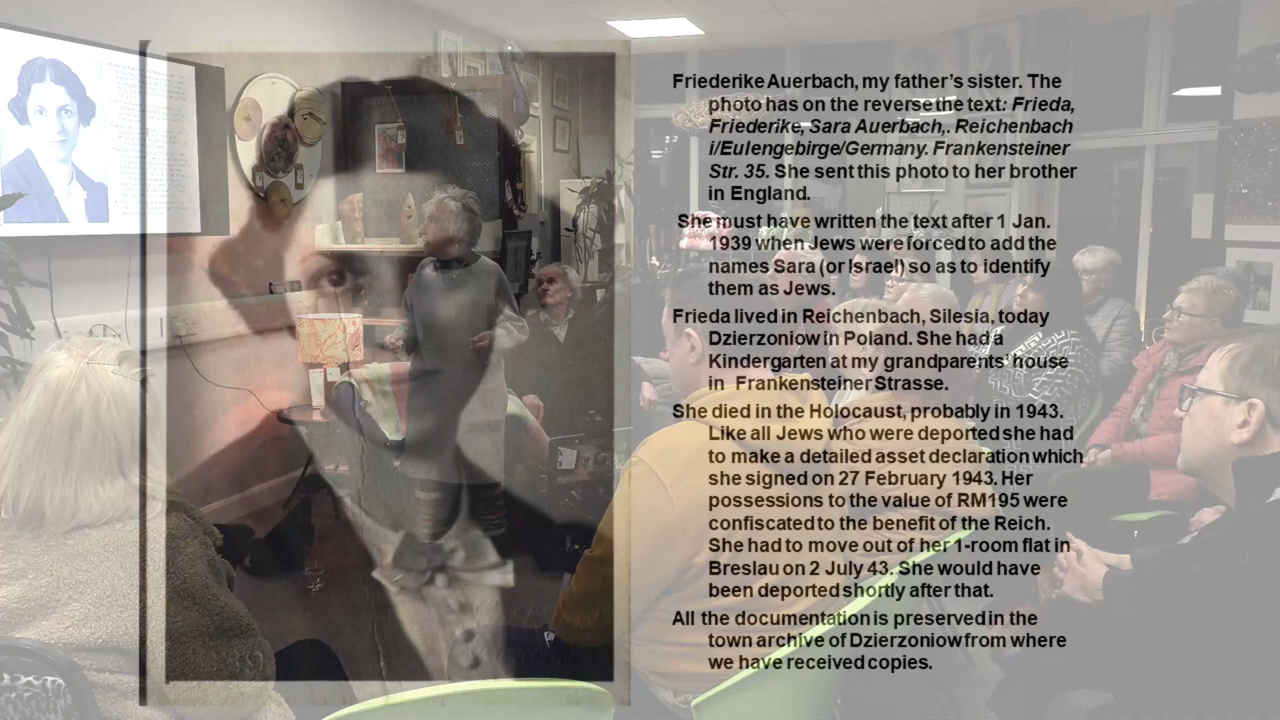 Friederike Auerbach, my father's sister. The
photo has on the reverse the text: Frieda,
Friederike, Sara Auerbach,. Reichenbach
i/Eulengebirge/Germany. Frankensteiner
Str. 35. She sent this photo to her brother
in England.
She must have written the text after 1 Jan.
1939 when Jews were forced to add the
names Sara (or Israel) so as to identify
them as Jews.
Frieda lived in Reichenbach, Silesia, today
Dzierzoniow in Poland. She had a
Kindergarten at my grandparents' house
in Frankensteiner Strasse.
She died in the Holocaust, probably in 1943.
Like all Jews who were deported she had
to make a detailed asset declaration which
she signed on 27 February 1943. Her
possessions to the value of RM195 were
confiscated to the benefit of the Reich.
She had to move out of her 1-room flat in
Breslau on 2 July 43. She would have
been deported shortly after that.
All the documentation is preserved in the
town archive of Dzierzoniow from where
we have received copies.